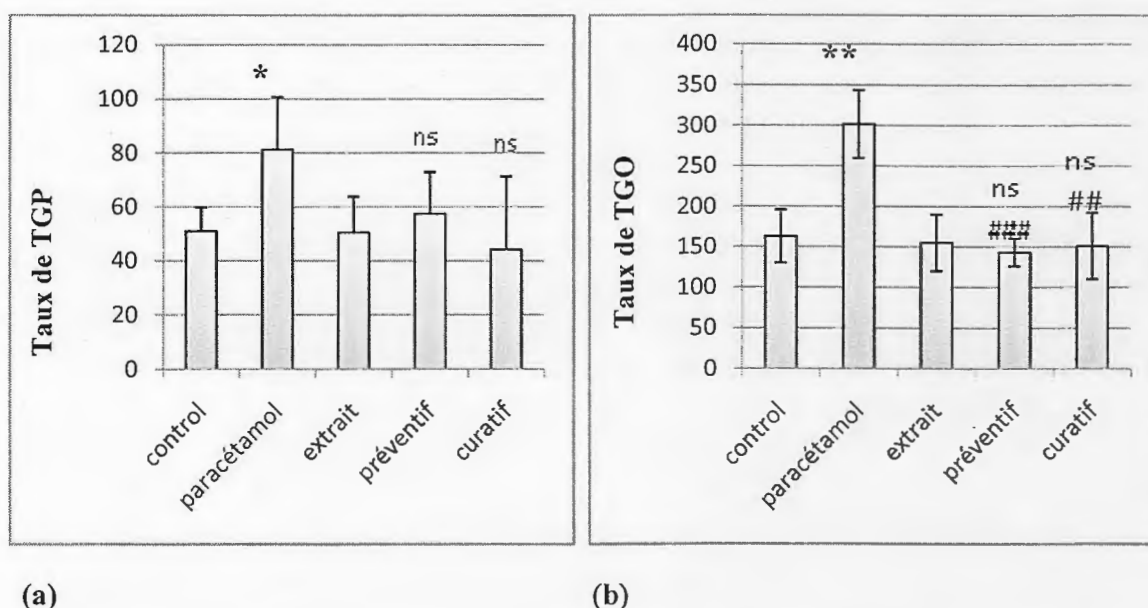 Taux de TGP
120
100
80
60
40
20
0
*
ns
ns
control
paracétamol
extrait
préventif
curatif
(a)
Taux de TGO
400
350
300
250
200
150
100
50
0
**
ns
###
ns
##
control
paracétamol
extrait
préventif
curatif
(b)